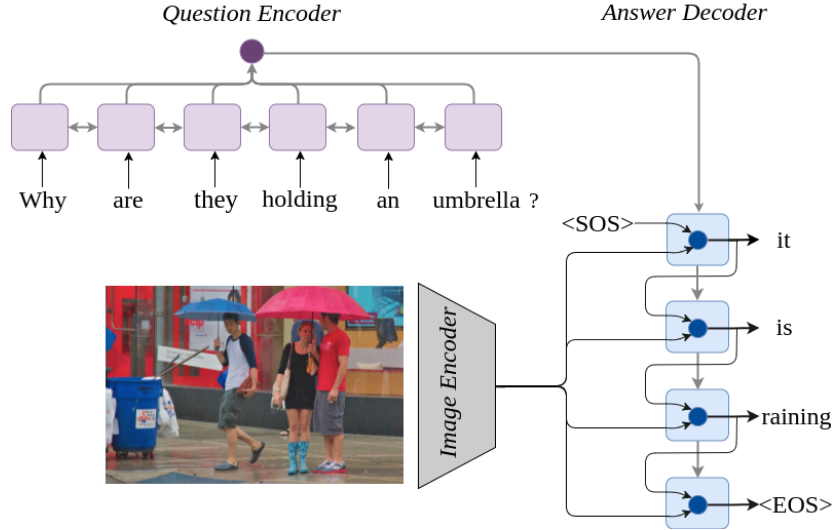 Question Encoder
Answer Decoder
Why are they holding an umbrella ?
<SOS>
it
is
Image Encoder
raining
<EOS>